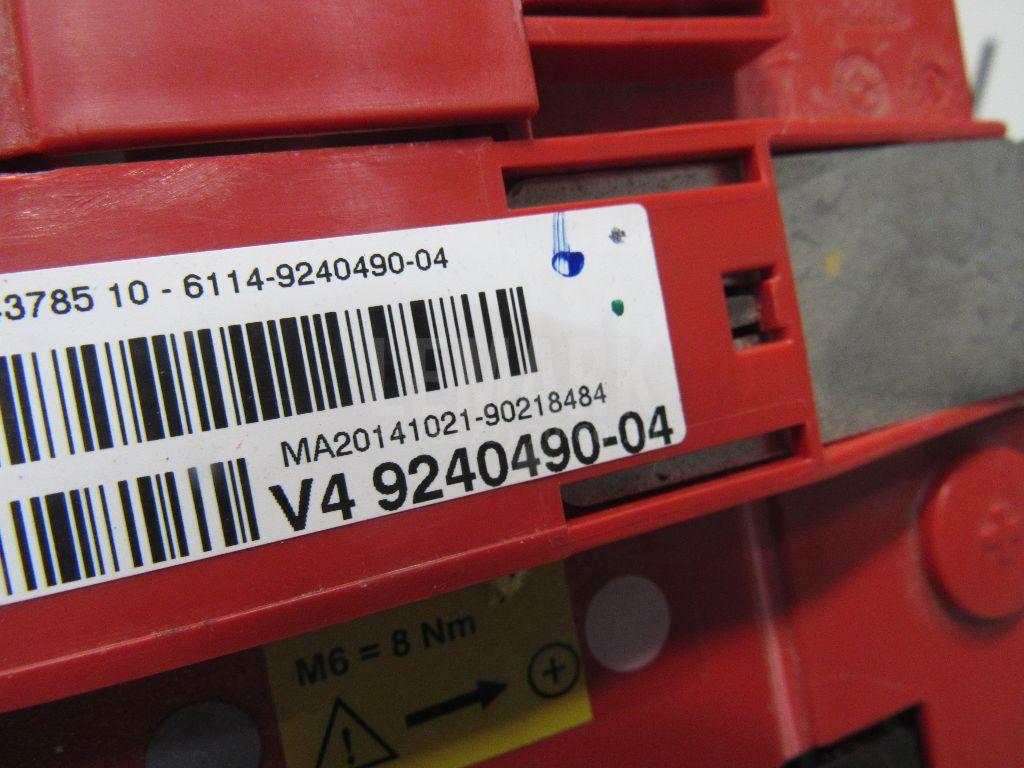 3785 10 - 6114-9240490-04
MA20141021-90218484
V4 9240490-04
M6 = 8 Nm